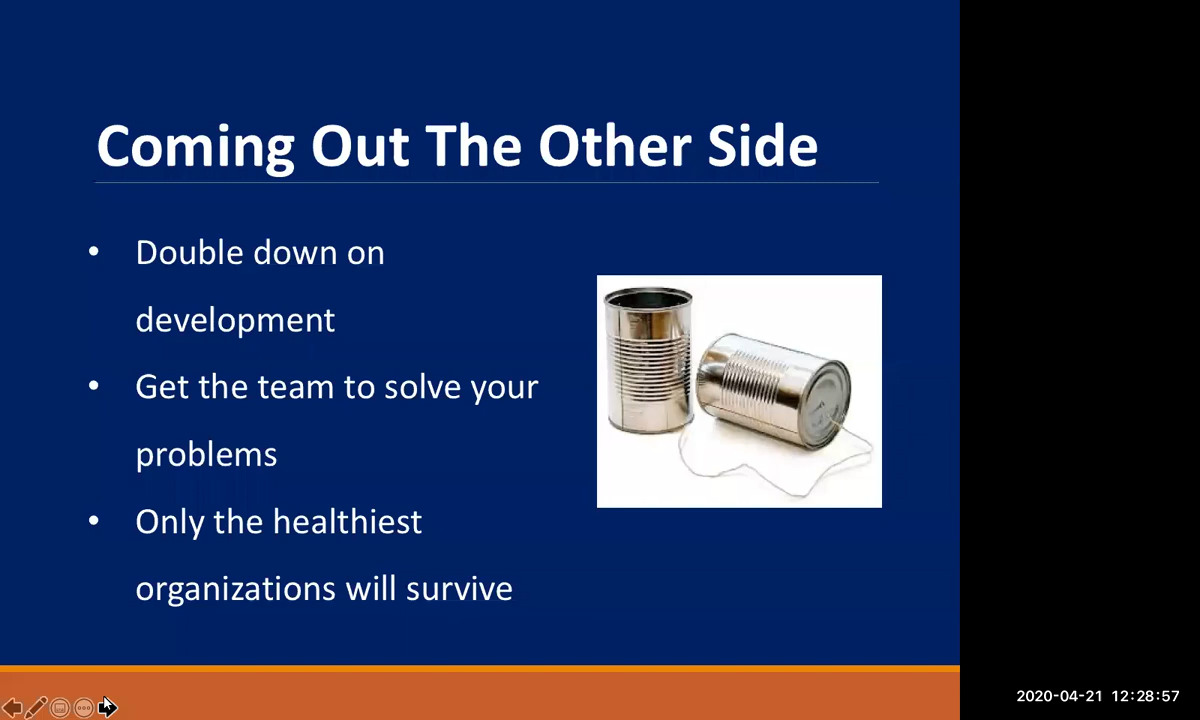 Coming Out The Other Side
• Double down on
development
• Get the team to solve your
problems
• Only the healthiest
organizations will survive
2020-04-21 12:28:57